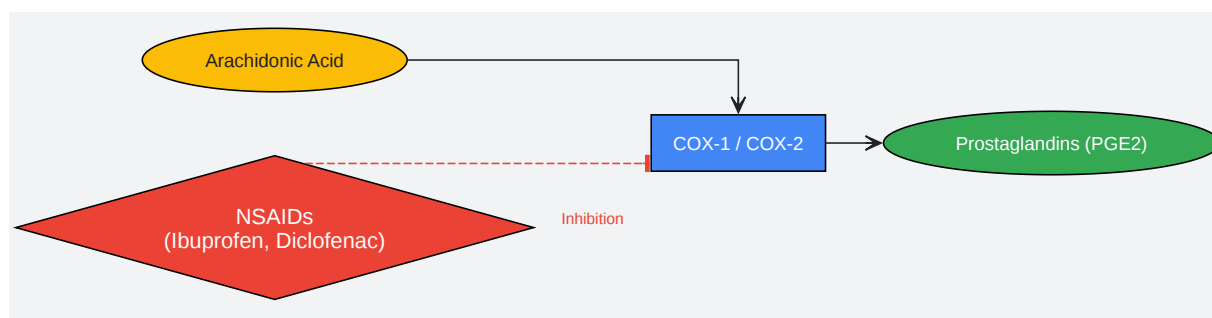 Arachidonic Acid
COX-1 / COX-2
Prostaglandins (PGE2)
NSAIDs
(Ibuprofen, Diclofenac)
Inhibition